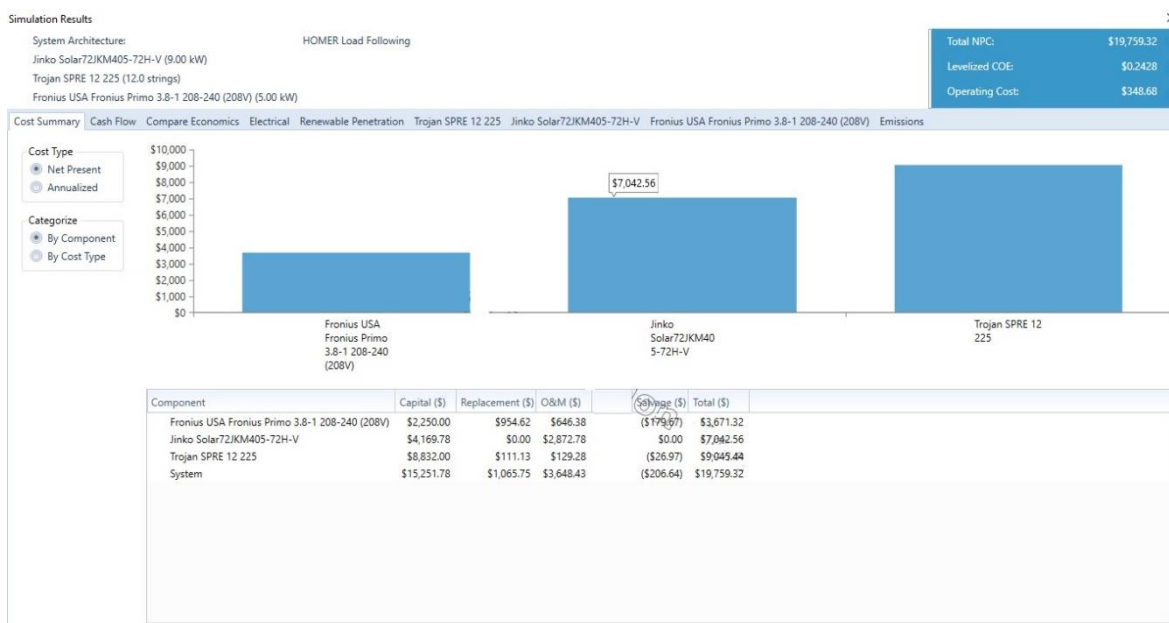 Simulation Results
System Architecture: HOMER Load Following
Jinko Solar72JKM405-72H-V (9.00 kW)
Trojan SPRE 12 225 (12.0 strings)
Fronius USA Fronius Primo 3.8-1 208-240 (208V) (5.00 kW)
Total NPC: $19,759.32
Levelized COE: $0.2428
Operating Cost: $348.68
Cost Summary Cash Flow Compare Economics Electrical Renewable Penetration Trojan SPRE 12 225 Jinko Solar72JKM405-72H-V Fronius USA Fronius Primo 3.8-1 208-240 (208V) Emissions
Cost Type
Net Present
Annualized
Categorize
By Component
By Cost Type
$10,000
$9,000
$8,000
$7,000
$6,000
$5,000
$4,000
$3,000
$2,000
$1,000
$0
$7,042.56
Fronius USA
Fronius Primo
3.8-1 208-240
(208V)
Jinko
Solar72JKM40
5-72H-V
Trojan SPRE 12
225
Component Capital ($) Replacement ($) O&M ($) Salvage ($) Total ($)
Fronius USA Fronius Primo 3.8-1 208-240 (208V) $2,250.00 $954.62 $646.38 ($179.67) $3,671.32
Jinko Solar72JKM405-72H-V $4,169.78 $0.00 $2,872.78 $0.00 $7,042.56
Trojan SPRE 12 225 $8,832.00 $111.13 $129.28 ($26.97) $9,045.44
System $15,251.78 $1,065.75 $3,648.43 ($206.64) $19,759.32